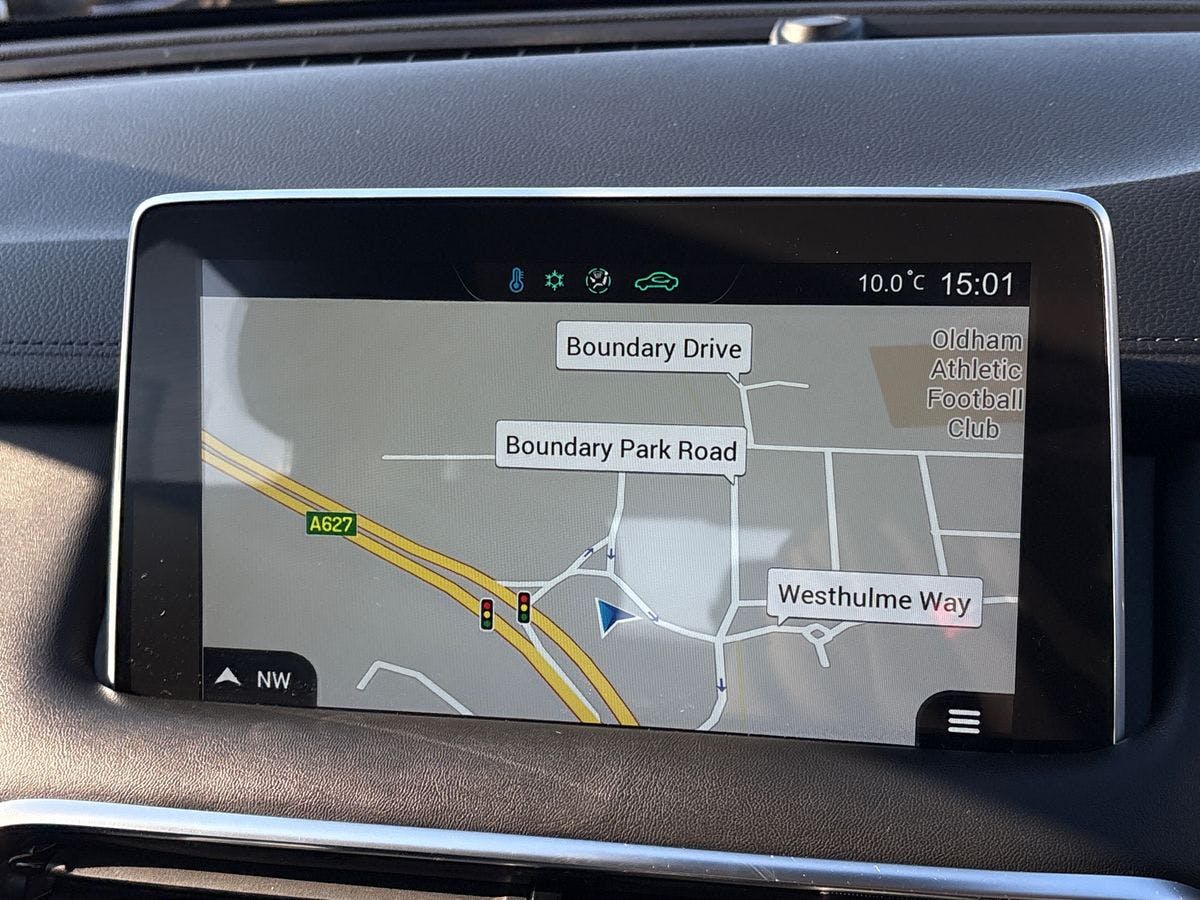 10.0°C 15:01
Boundary Drive
Oldham
Athletic
Football
Club
Boundary Park Road
A627
Westhulme Way
NW